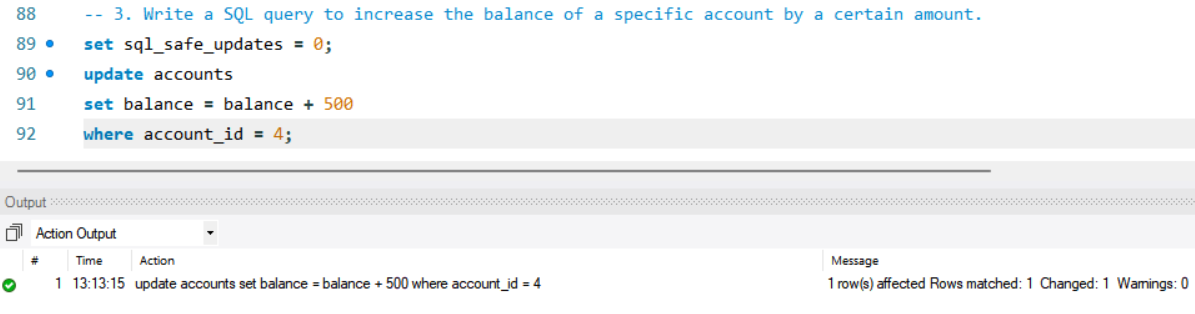 88 -- 3. Write a SQL query to increase the balance of a specific account by a certain amount.
89 set sql_safe_updates = 0;
90 update accounts
91 set balance = balance + 500
92 where account_id = 4;
Output
Action Output
# Time Action Message
1 13:13:15 update accounts set balance = balance + 500 where account_id = 4 1 row(s) affected Rows matched: 1 Changed: 1 Warnings: 0